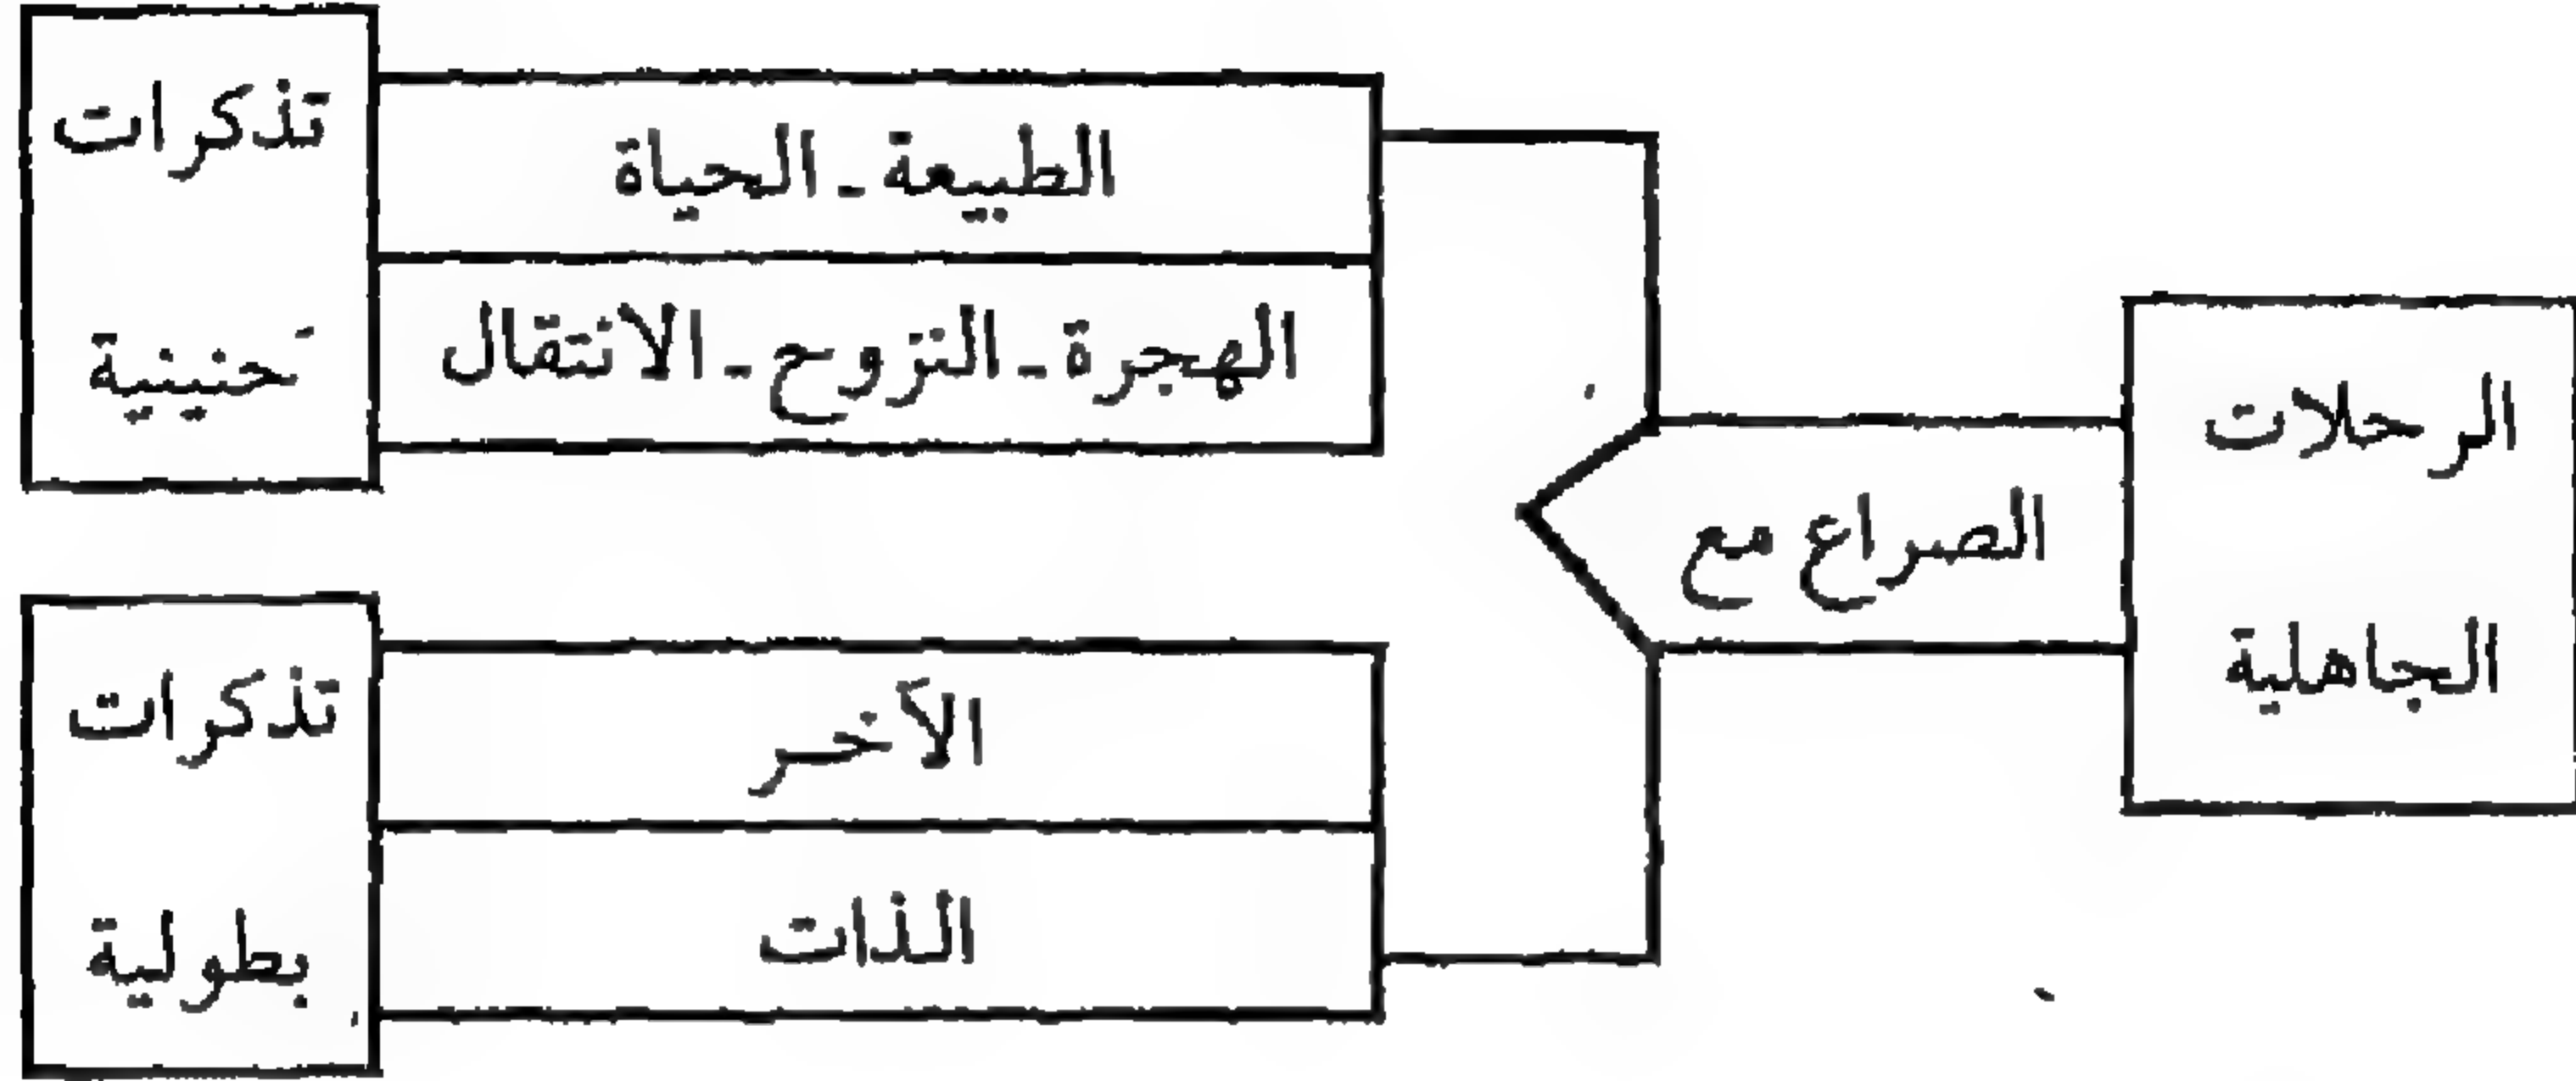 الرحلات
الجاهلية
الصراع مع
الطبيعة - الحياة
الهجرة - النزوح - الانتقال
تذكرات
حنينية
الآخر
الذات
تذكرات
بطولية